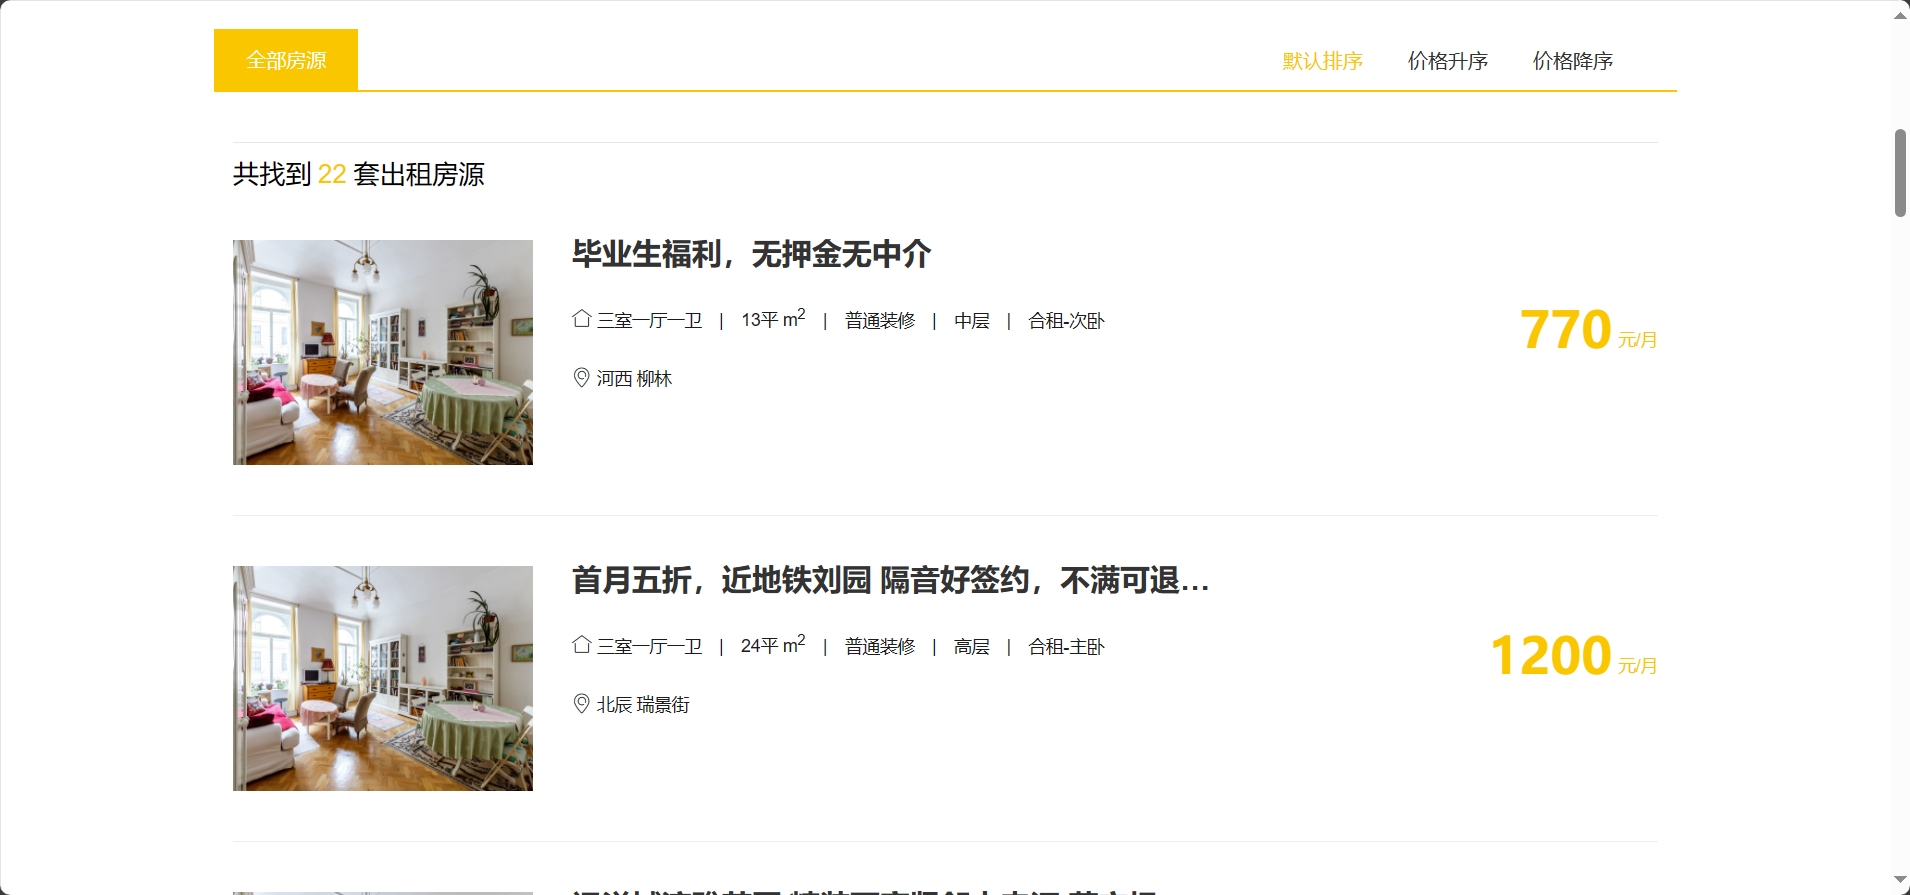 全部房源
默认排序 价格升序 价格降序
共找到 22 套出租房源
毕业生福利，无押金无中介
三室一厅一卫 | 13平 m² | 普通装修 | 中层 | 合租-次卧
770 元/月
河西 柳林
首月五折，近地铁刘园 隔音好签约，不满可退...
三室一厅一卫 | 24平 m² | 普通装修 | 高层 | 合租-主卧
1200 元/月
北辰 瑞景街